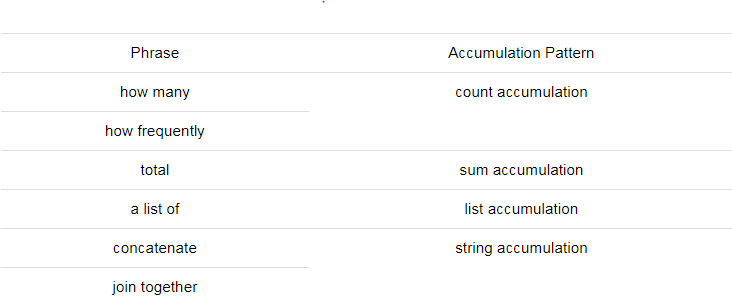 Phrase Accumulation Pattern
how many count accumulation
how frequently
total sum accumulation
a list of list accumulation
concatenate string accumulation
join together